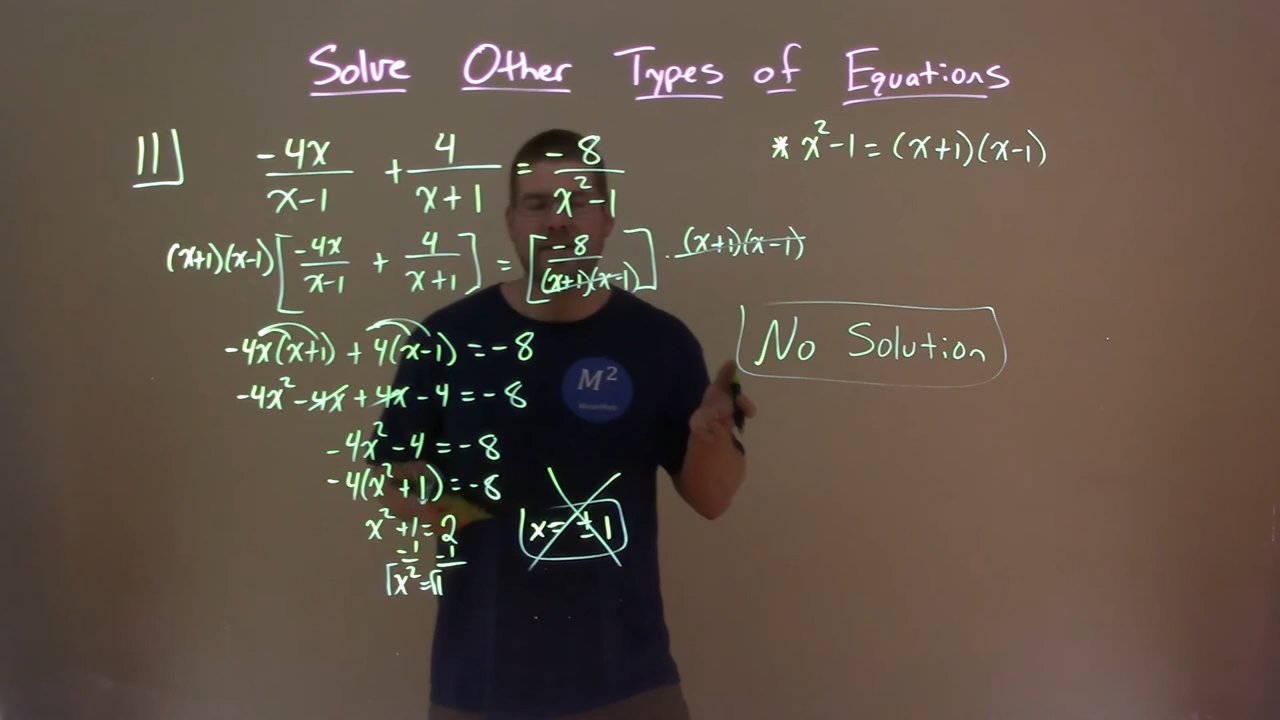 Solve Other Types of Equations
11] -4x/(x-1) + 4/(x+1) = -8/(x²-1)
* x²-1 = (x+1)(x-1)
(x+1)(x-1)[-4x/(x-1) + 4/(x+1)] = [-8/((x+1)(x-1))] · (x+1)(x-1)
-4x(x+1) + 4(x-1) = -8
-4x² - 4x + 4x - 4 = -8
-4x² - 4 = -8
-4(x²+1) = -8
x²+1 = 2
-1 -1
√x² = √1
x = ±1
No Solution
M²